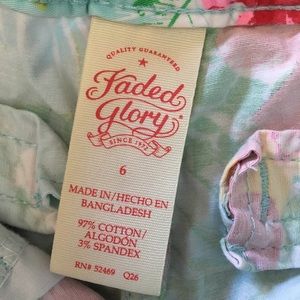 QUALITY GUARANTEED
Faded
Glory
SINCE 1972
6
MADE IN/HECHO EN
BANGLADESH
97% COTTON/
ALGODÓN
3% SPANDEX
RN# 52469 Q26